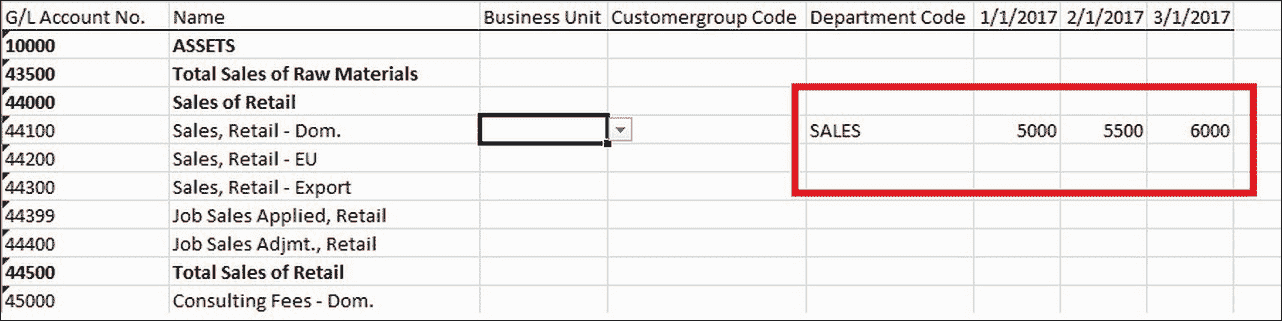 G/L Account No. Name Business Unit Customergroup Code Department Code 1/1/2017 2/1/2017 3/1/2017
10000 ASSETS
43500 Total Sales of Raw Materials
44000 Sales of Retail
44100 Sales, Retail - Dom. SALES 5000 5500 6000
44200 Sales, Retail - EU
44300 Sales, Retail - Export
44399 Job Sales Applied, Retail
44400 Job Sales Adjmt., Retail
44500 Total Sales of Retail
45000 Consulting Fees - Dom.